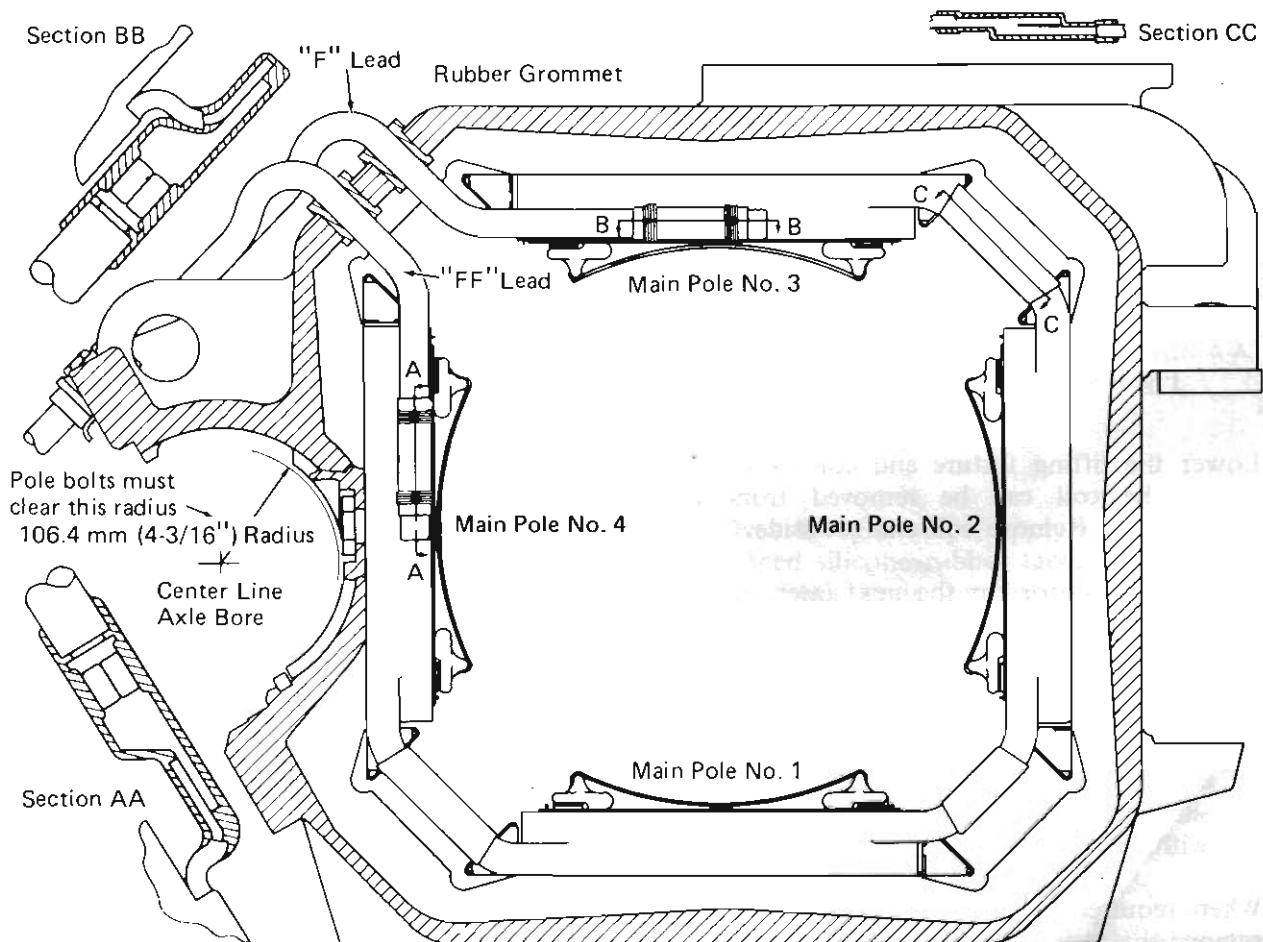 Section BB
"F" Lead
Rubber Grommet
Section CC
C
B
B
"FF" Lead
Main Pole No. 3
C
A
Pole bolts must
clear this radius
106.4 mm (4-3/16") Radius
Main Pole No. 4
Main Pole No. 2
A
Center Line
Axle Bore
Main Pole No. 1
Section AA